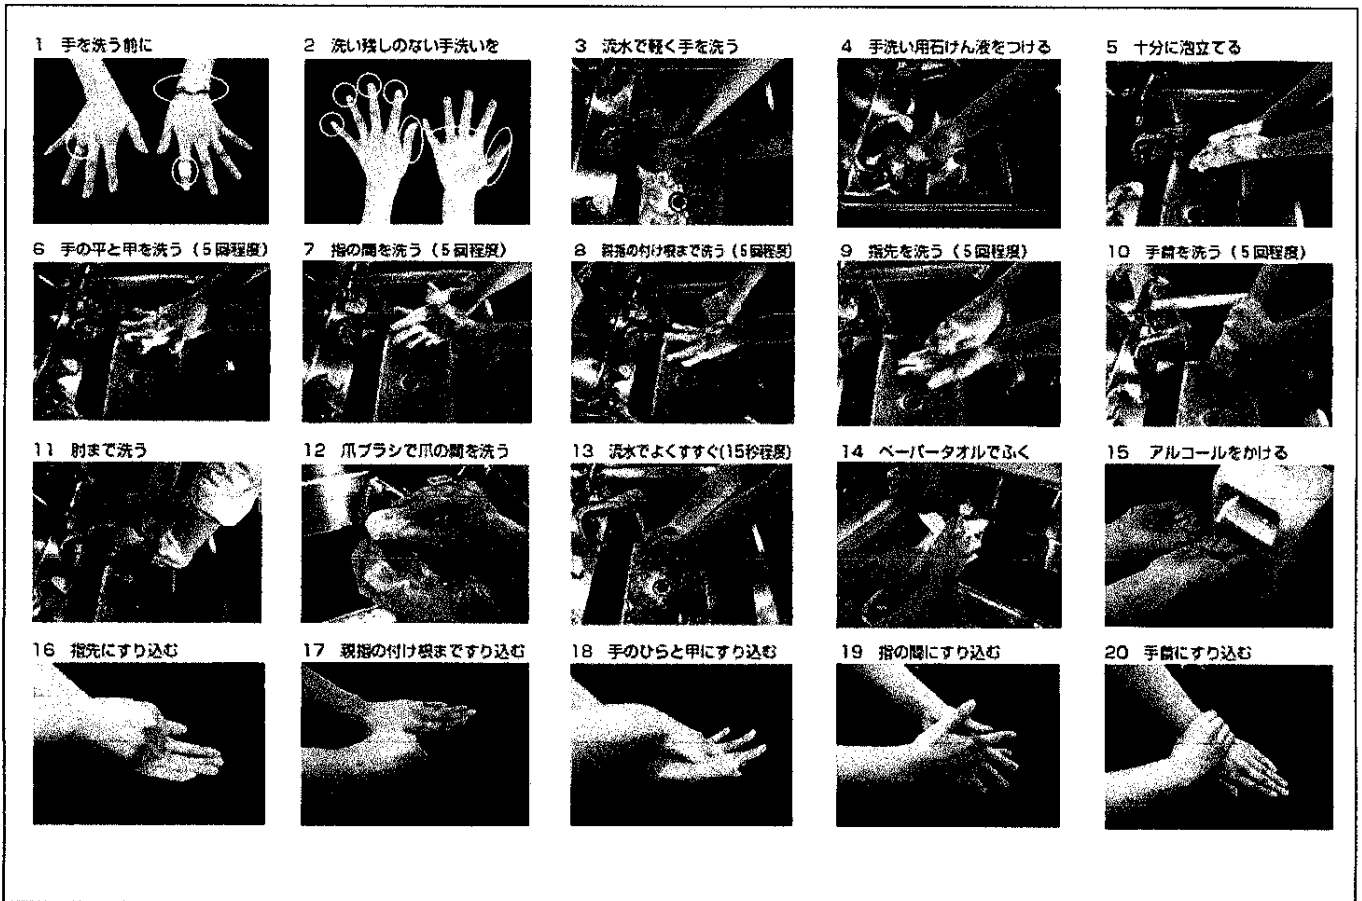 1 手を洗う前に
2 洗い残しのない手洗いを
3 流水で軽く手を洗う
4 手洗い用石けん液をつける
5 十分に泡立てる
6 手の平と甲を洗う（5回程度）
7 指の間を洗う（5回程度）
8 親指の付け根まで洗う（5回程度）
9 指先を洗う（5回程度）
10 手首を洗う（5回程度）
11 肘まで洗う
12 爪ブラシで爪の間を洗う
13 流水でよくすすぐ(15秒程度)
14 ペーパータオルでふく
15 アルコールをかける
16 指先にすり込む
17 親指の付け根まですり込む
18 手のひらと甲にすり込む
19 指の間にすり込む
20 手首にすり込む